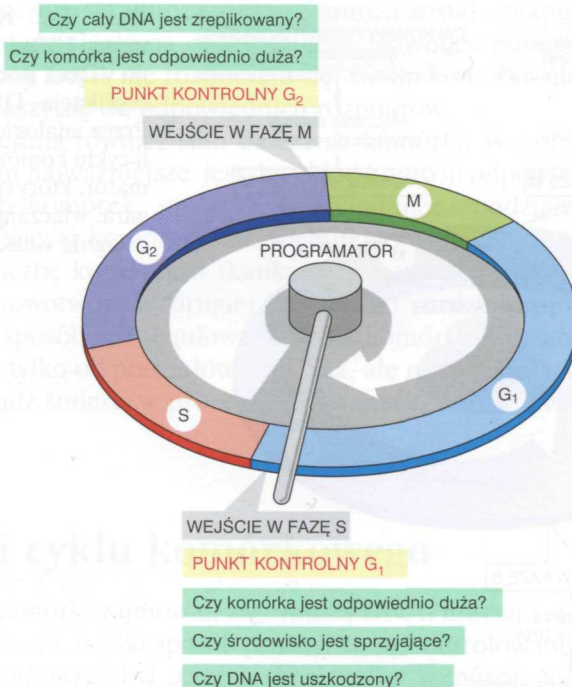 Czy cały DNA jest zreplikowany?
Czy komórka jest odpowiednio duża?
PUNKT KONTROLNY G₂
WEJŚCIE W FAZĘ M
M
G₂
PROGRAMATOR
G₁
S
WEJŚCIE W FAZĘ S
PUNKT KONTROLNY G₁
Czy komórka jest odpowiednio duża?
Czy środowisko jest sprzyjające?
Czy DNA jest uszkodzony?